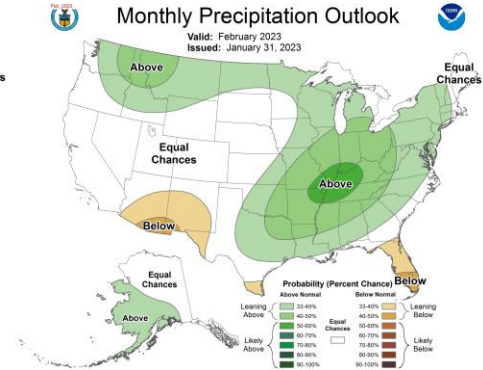 Monthly Precipitation Outlook
Valid: February 2023
Issued: January 31, 2023
s
Above
Equal
Chances
Equal
Chances
Above
Below
Below
Equal
Chances
Above
Probability (Percent Chance)
Above Normal
Below Normal
Leaning
Above
33-40%
40-50%
50-60%
Likely
Above
60-70%
70-80%
80-90%
90-100%
Equal
Chances
33-40%
40-50%
50-60%
Leaning
Below
60-70%
70-80%
80-90%
90-100%
Likely
Below